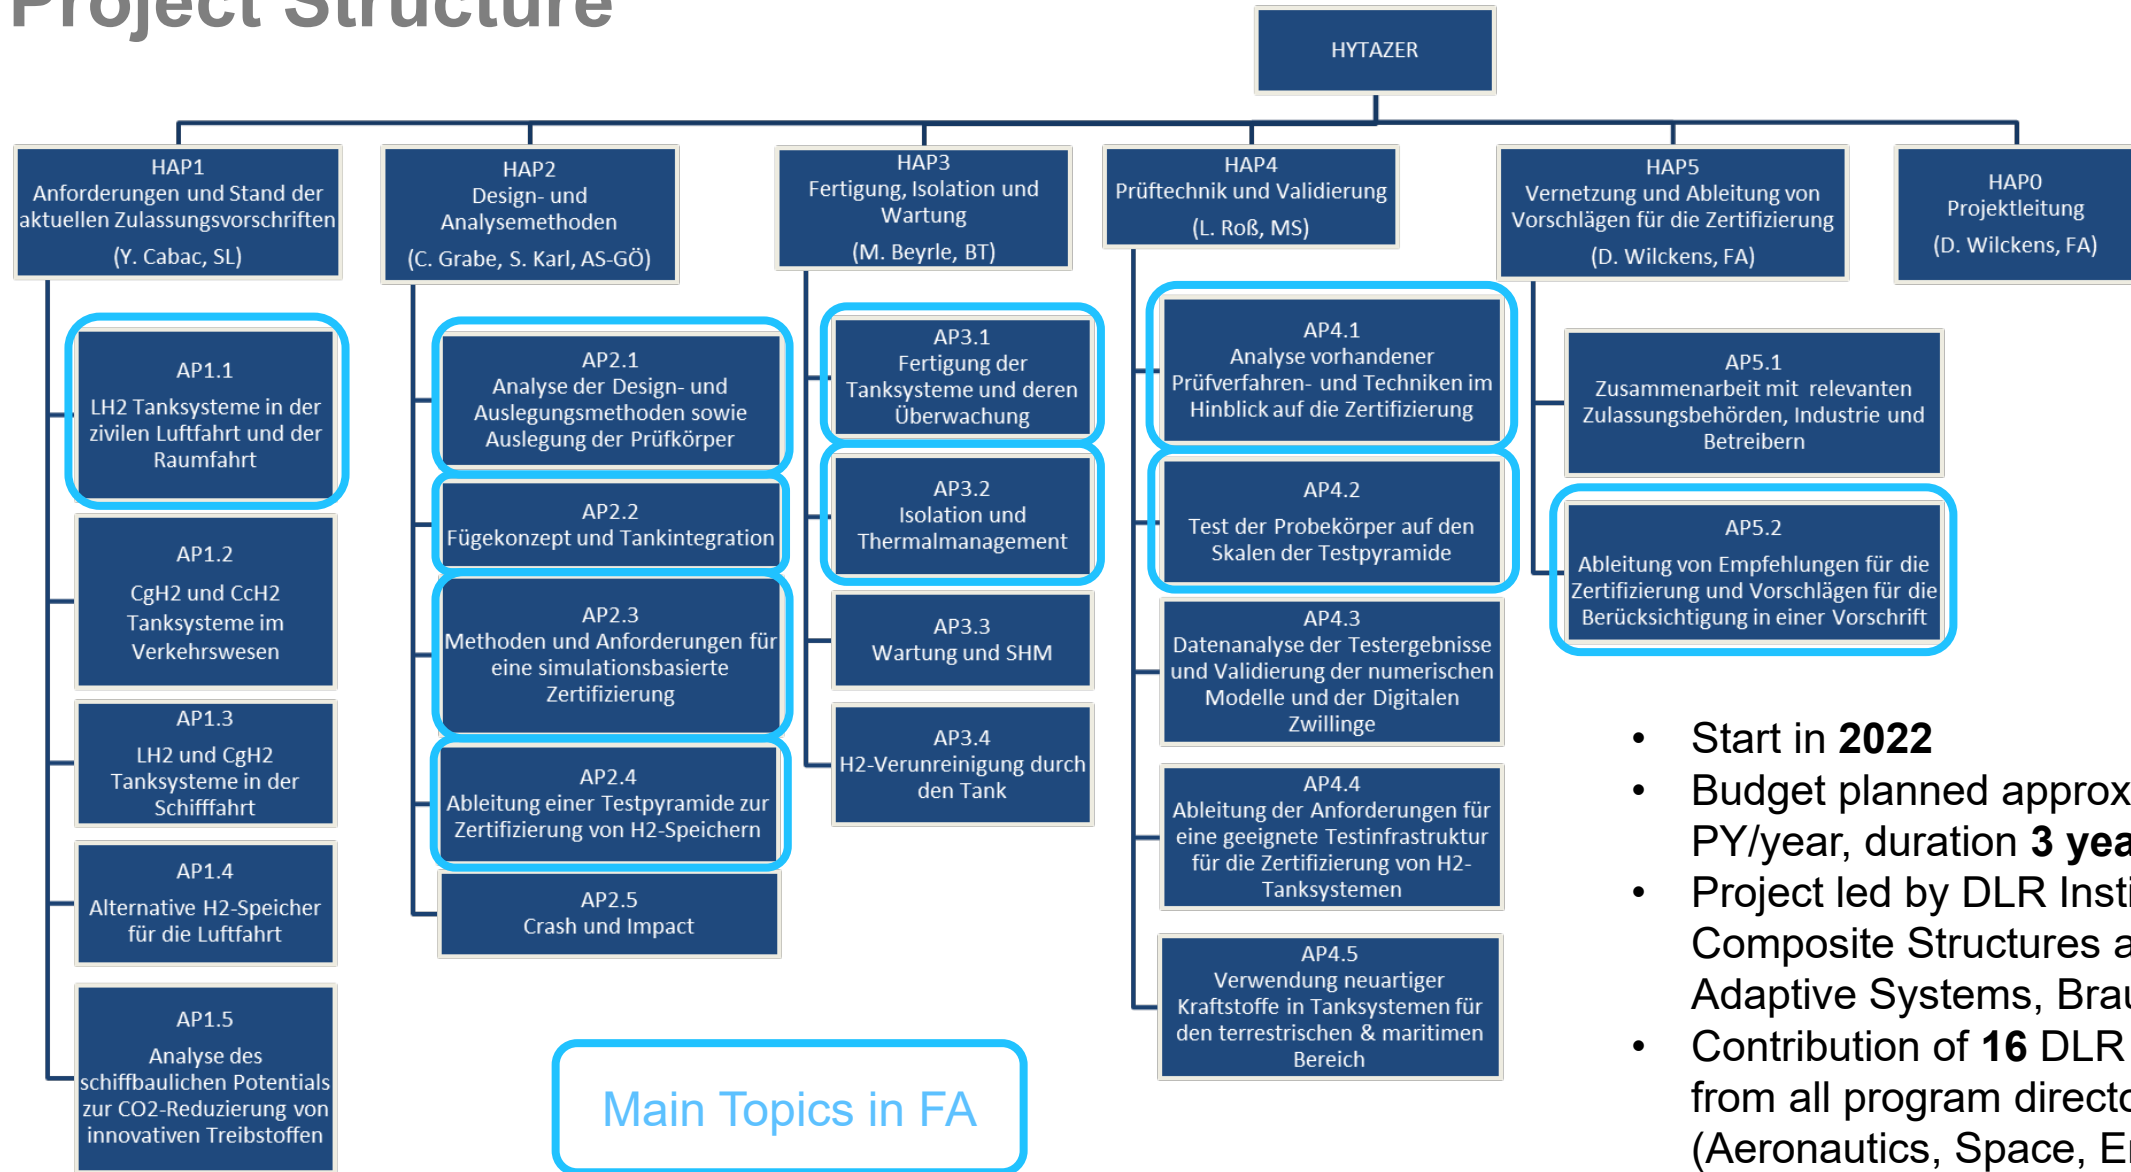 Project Structure
HYTAZER
HAP1
Anforderungen und Stand der
aktuellen Zulassungsvorschriften
(Y. Cabac, SL)
AP1.1
LH2 Tanksysteme in der
zivilen Luftfahrt und der
Raumfahrt
AP1.2
CgH2 und CcH2
Tanksysteme im
Verkehrswesen
AP1.3
LH2 und CgH2
Tanksysteme in der
Schifffahrt
AP1.4
Alternative H2-Speicher
für die Luftfahrt
AP1.5
Analyse des
schiffbaulichen Potentials
zur CO2-Reduzierung von
innovativen Treibstoffen
HAP2
Design- und
Analysemethoden
(C. Grabe, S. Karl, AS-GÖ)
AP2.1
Analyse der Design- und
Auslegungsmethoden sowie
Auslegung der Prüfkörper
AP2.2
Fügekonzept und Tankintegration
AP2.3
Methoden und Anforderungen für
eine simulationsbasierte
Zertifizierung
AP2.4
Ableitung einer Testpyramide zur
Zertifizierung von H2-Speichern
AP2.5
Crash und Impact
HAP3
Fertigung, Isolation und
Wartung
(M. Beyrle, BT)
AP3.1
Fertigung der
Tanksysteme und deren
Überwachung
AP3.2
Isolation und
Thermalmanagement
AP3.3
Wartung und SHM
AP3.4
H2-Verunreinigung durch
den Tank
HAP4
Prüftechnik und Validierung
(L. Roß, MS)
AP4.1
Analyse vorhandener
Prüfverfahren- und Techniken im
Hinblick auf die Zertifizierung
AP4.2
Test der Probekörper auf den
Skalen der Testpyramide
AP4.3
Datenanalyse der Testergebnisse
und Validierung der numerischen
Modelle und der Digitalen
Zwillinge
AP4.4
Ableitung der Anforderungen für
eine geeignete Testinfrastruktur
für die Zertifizierung von H2-
Tanksystemen
AP4.5
Verwendung neuartiger
Kraftstoffe in Tanksystemen für
den terrestrischen & maritimen
Bereich
HAP5
Vernetzung und Ableitung von
Vorschlägen für die Zertifizierung
(D. Wilckens, FA)
AP5.1
Zusammenarbeit mit relevanten
Zulassungsbehörden, Industrie und
Betreibern
AP5.2
Ableitung von Empfehlungen für die
Zertifizierung und Vorschlägen für die
Berücksichtigung in einer Vorschrift
HAP0
Projektleitung
(D. Wilckens, FA)
• Start in 2022
• Budget planned approx
PY/year, duration 3 yea
• Project led by DLR Insti
Composite Structures a
Adaptive Systems, Brau
• Contribution of 16 DLR
from all program directo
(Aeronautics, Space, En
Main Topics in FA